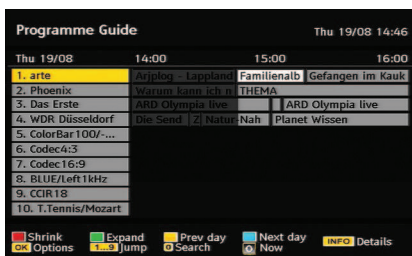 Programme Guide Thu 19/08 14:46
Thu 19/08 14:00 15:00 16:00
1. arte Arjplog - Lappland Familienalb Gefangen im Kauk
2. Phoenix Warum kann ich n THEMA
3. Das Erste ARD Olympia live ARD Olympia live
4. WDR Düsseldorf Die Send Z Natur-Nah Planet Wissen
5. ColorBar100/-...
6. Codec4:3
7. Codec16:9
8. BLUE/Left1kHz
9. CCIR18
10. T.Tennis/Mozart
Shrink Expand Prev day Next day INFO Details
OK Options 1...9 Jump 0 Search Now